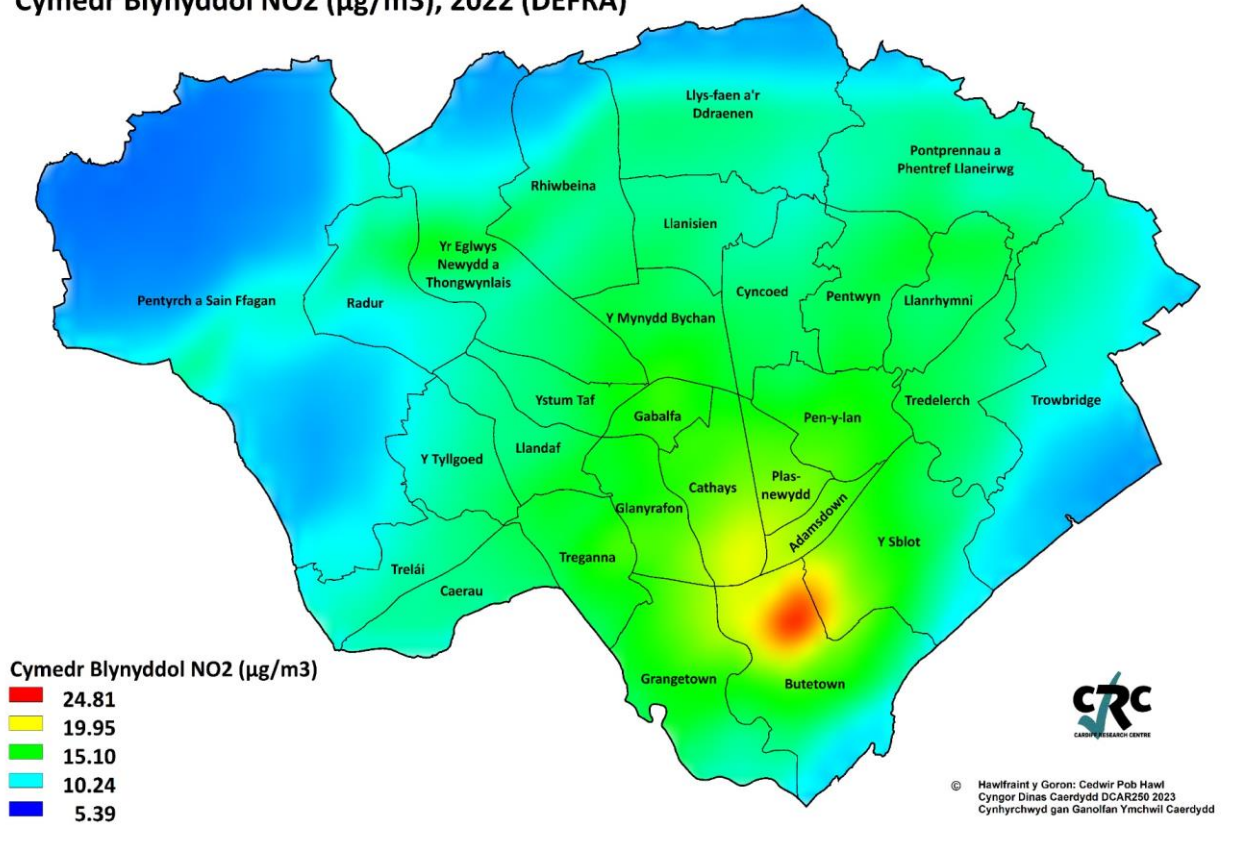 Cymedr Blynyddol NO2 (µg/m3), 2022 (DEFRA)
Llys-faen a'r
Ddraenen
Pontprennau a
Phentref Llaneirwg
Rhiwbeina
Llanisien
Yr Eglwys
Newydd a
Thongwynlais
Pentyrch a Sain Ffagan
Radur
Cyncoed
Pentwyn
Llanrhymni
Y Mynydd Bychan
Ystum Taf
Gabalfa
Pen-y-lan
Tredelerch
Trowbridge
Llandaf
Y Tyllgoed
Cathays
Plas-
newydd
Glanyrafon
Adamsdown
Y Sblot
Treganna
Trelái
Caerau
Grangetown
Butetown
Cymedr Blynyddol NO2 (µg/m3)
24.81
19.95
15.10
10.24
5.39
CRC
CARDIFF RESEARCH CENTRE
© Hawlfraint y Goron: Cedwir Pob Hawl
Cyngor Dinas Caerdydd DCAR250 2023
Cynhyrchwyd gan Ganolfan Ymchwil Caerdydd